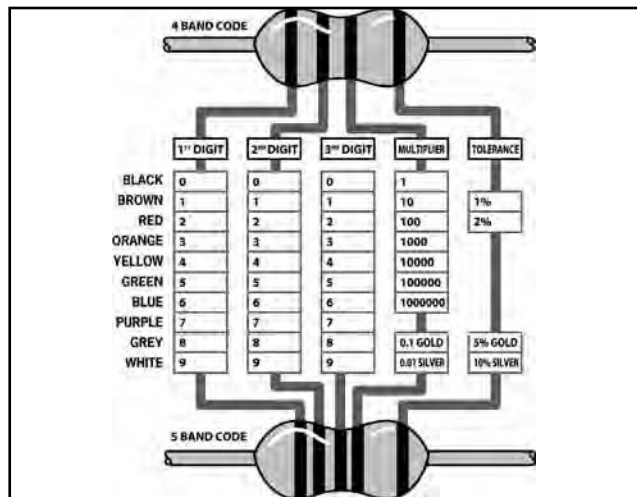 4 BAND CODE
1ST DIGIT 2ND DIGIT 3RD DIGIT MULTIPLIER TOLERANCE
BLACK 0 0 0 1
BROWN 1 1 1 10 1%
RED 2 2 2 100 2%
ORANGE 3 3 3 1000
YELLOW 4 4 4 10000
GREEN 5 5 5 100000
BLUE 6 6 6 1000000
PURPLE 7 7 7
GREY 8 8 8 0.1 GOLD 5% GOLD
WHITE 9 9 9 0.01 SILVER 10% SILVER
5 BAND CODE